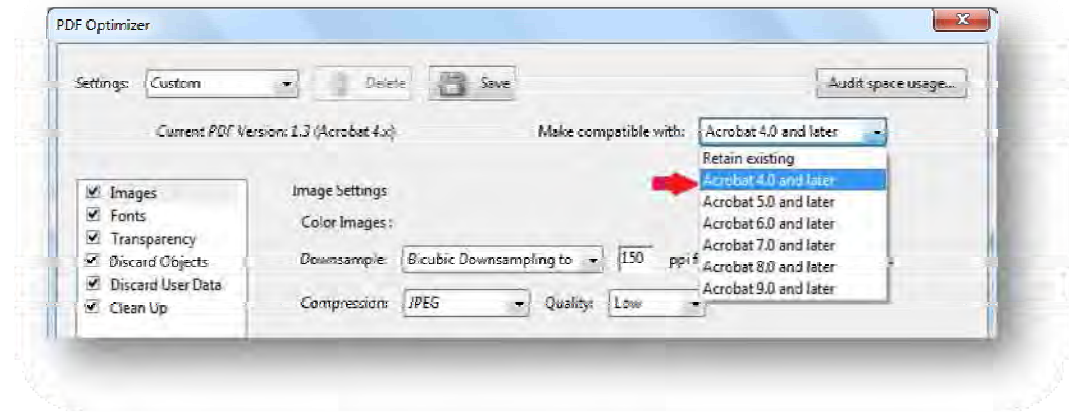 PDF Optimizer
Settings: Custom Delete Save Audit space usage...
Current PDF Version: 1.3 (Acrobat 4.x) Make compatible with: Acrobat 4.0 and later
Retain existing
Acrobat 4.0 and later
Acrobat 5.0 and later
Acrobat 6.0 and later
Acrobat 7.0 and later
Acrobat 8.0 and later
Acrobat 9.0 and later
Images
Fonts
Transparency
Discard Objects
Discard User Data
Clean Up
Image Settings
Color Images:
Downsample: Bicubic Downsampling to 150 ppi f
Compression: JPEG Quality: Low